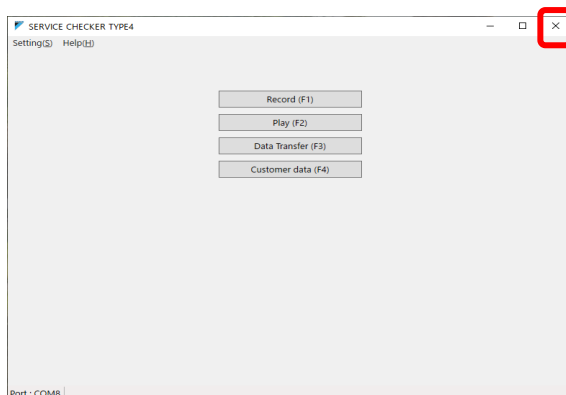 SERVICE CHECKER TYPE4
Setting(S) Help(H)
Record (F1)
Play (F2)
Data Transfer (F3)
Customer data (F4)
Port : COM8